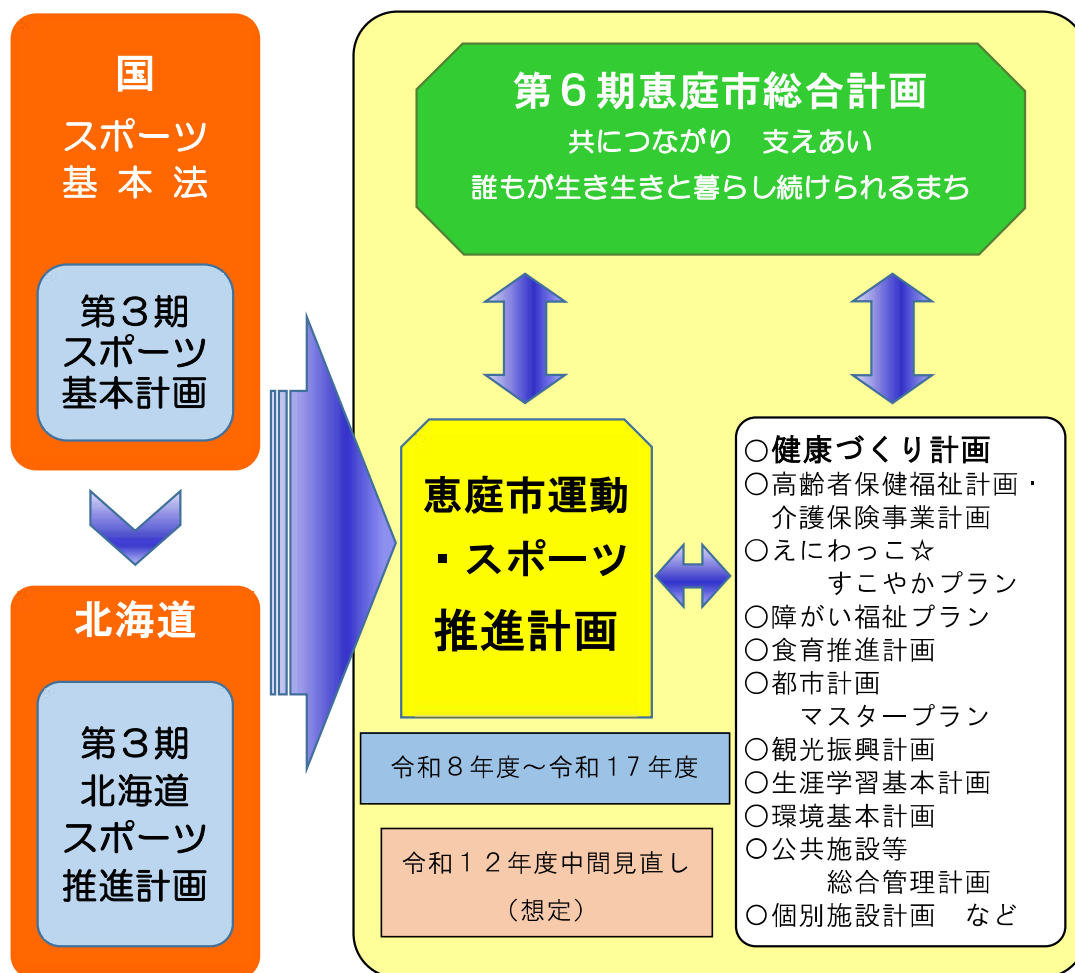 国
スポーツ
基 本 法
第３期
スポーツ
基本計画
北海道
第３期
北海道
スポーツ
推進計画
第６期恵庭市総合計画
共につながり　支えあい
誰もが生き生きと暮らし続けられるまち
恵庭市運動
・スポーツ
推進計画
令和８年度～令和１７年度
令和１２年度中間見直し
（想定）
○健康づくり計画
○高齢者保健福祉計画・
介護保険事業計画
○えにわっこ☆
すこやかプラン
○障がい福祉プラン
○食育推進計画
○都市計画
マスタープラン
○観光振興計画
○生涯学習基本計画
○環境基本計画
○公共施設等
総合管理計画
○個別施設計画　など